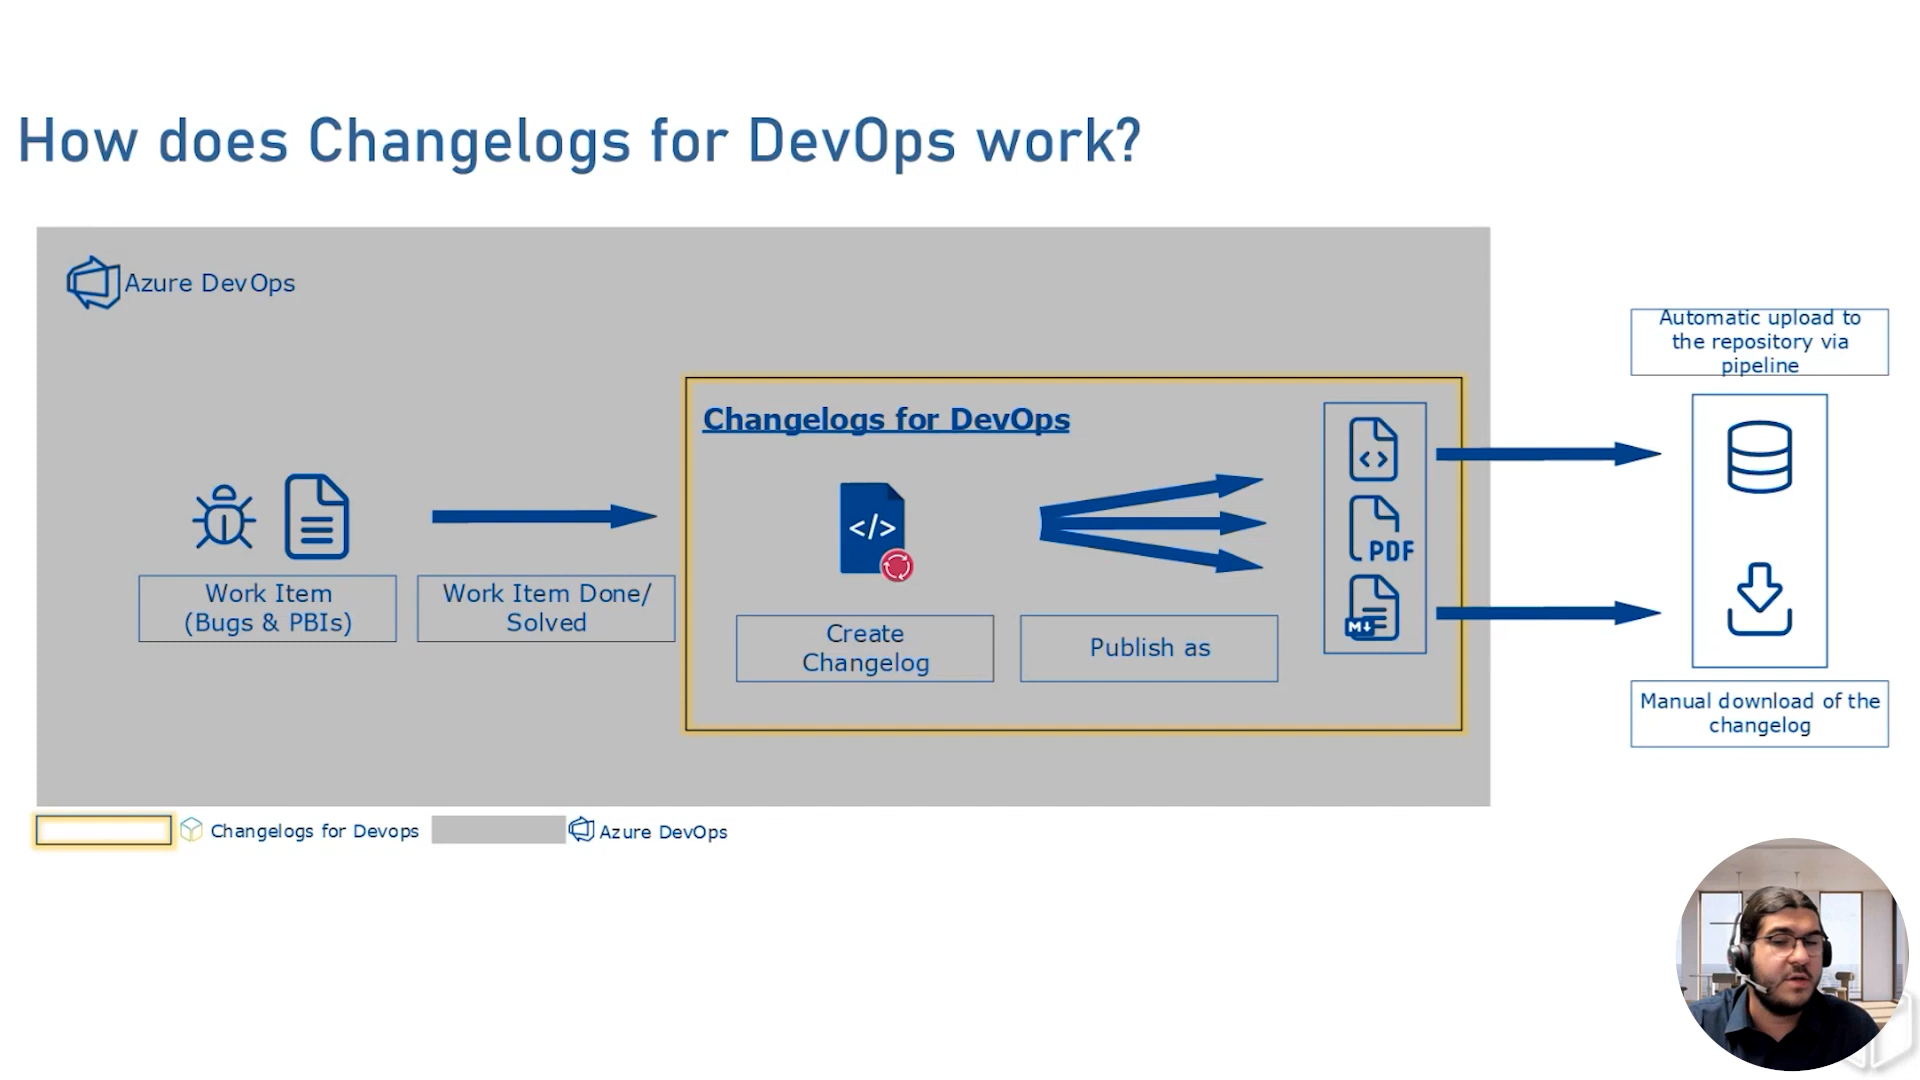 How does Changelogs for DevOps work?
Azure DevOps
Automatic upload to
the repository via
pipeline
Changelogs for DevOps
</>
<>
PDF
M↓
Work Item
(Bugs & PBIs)
Work Item Done/
Solved
Create
Changelog
Publish as
Manual download of the
changelog
Changelogs for Devops
Azure DevOps